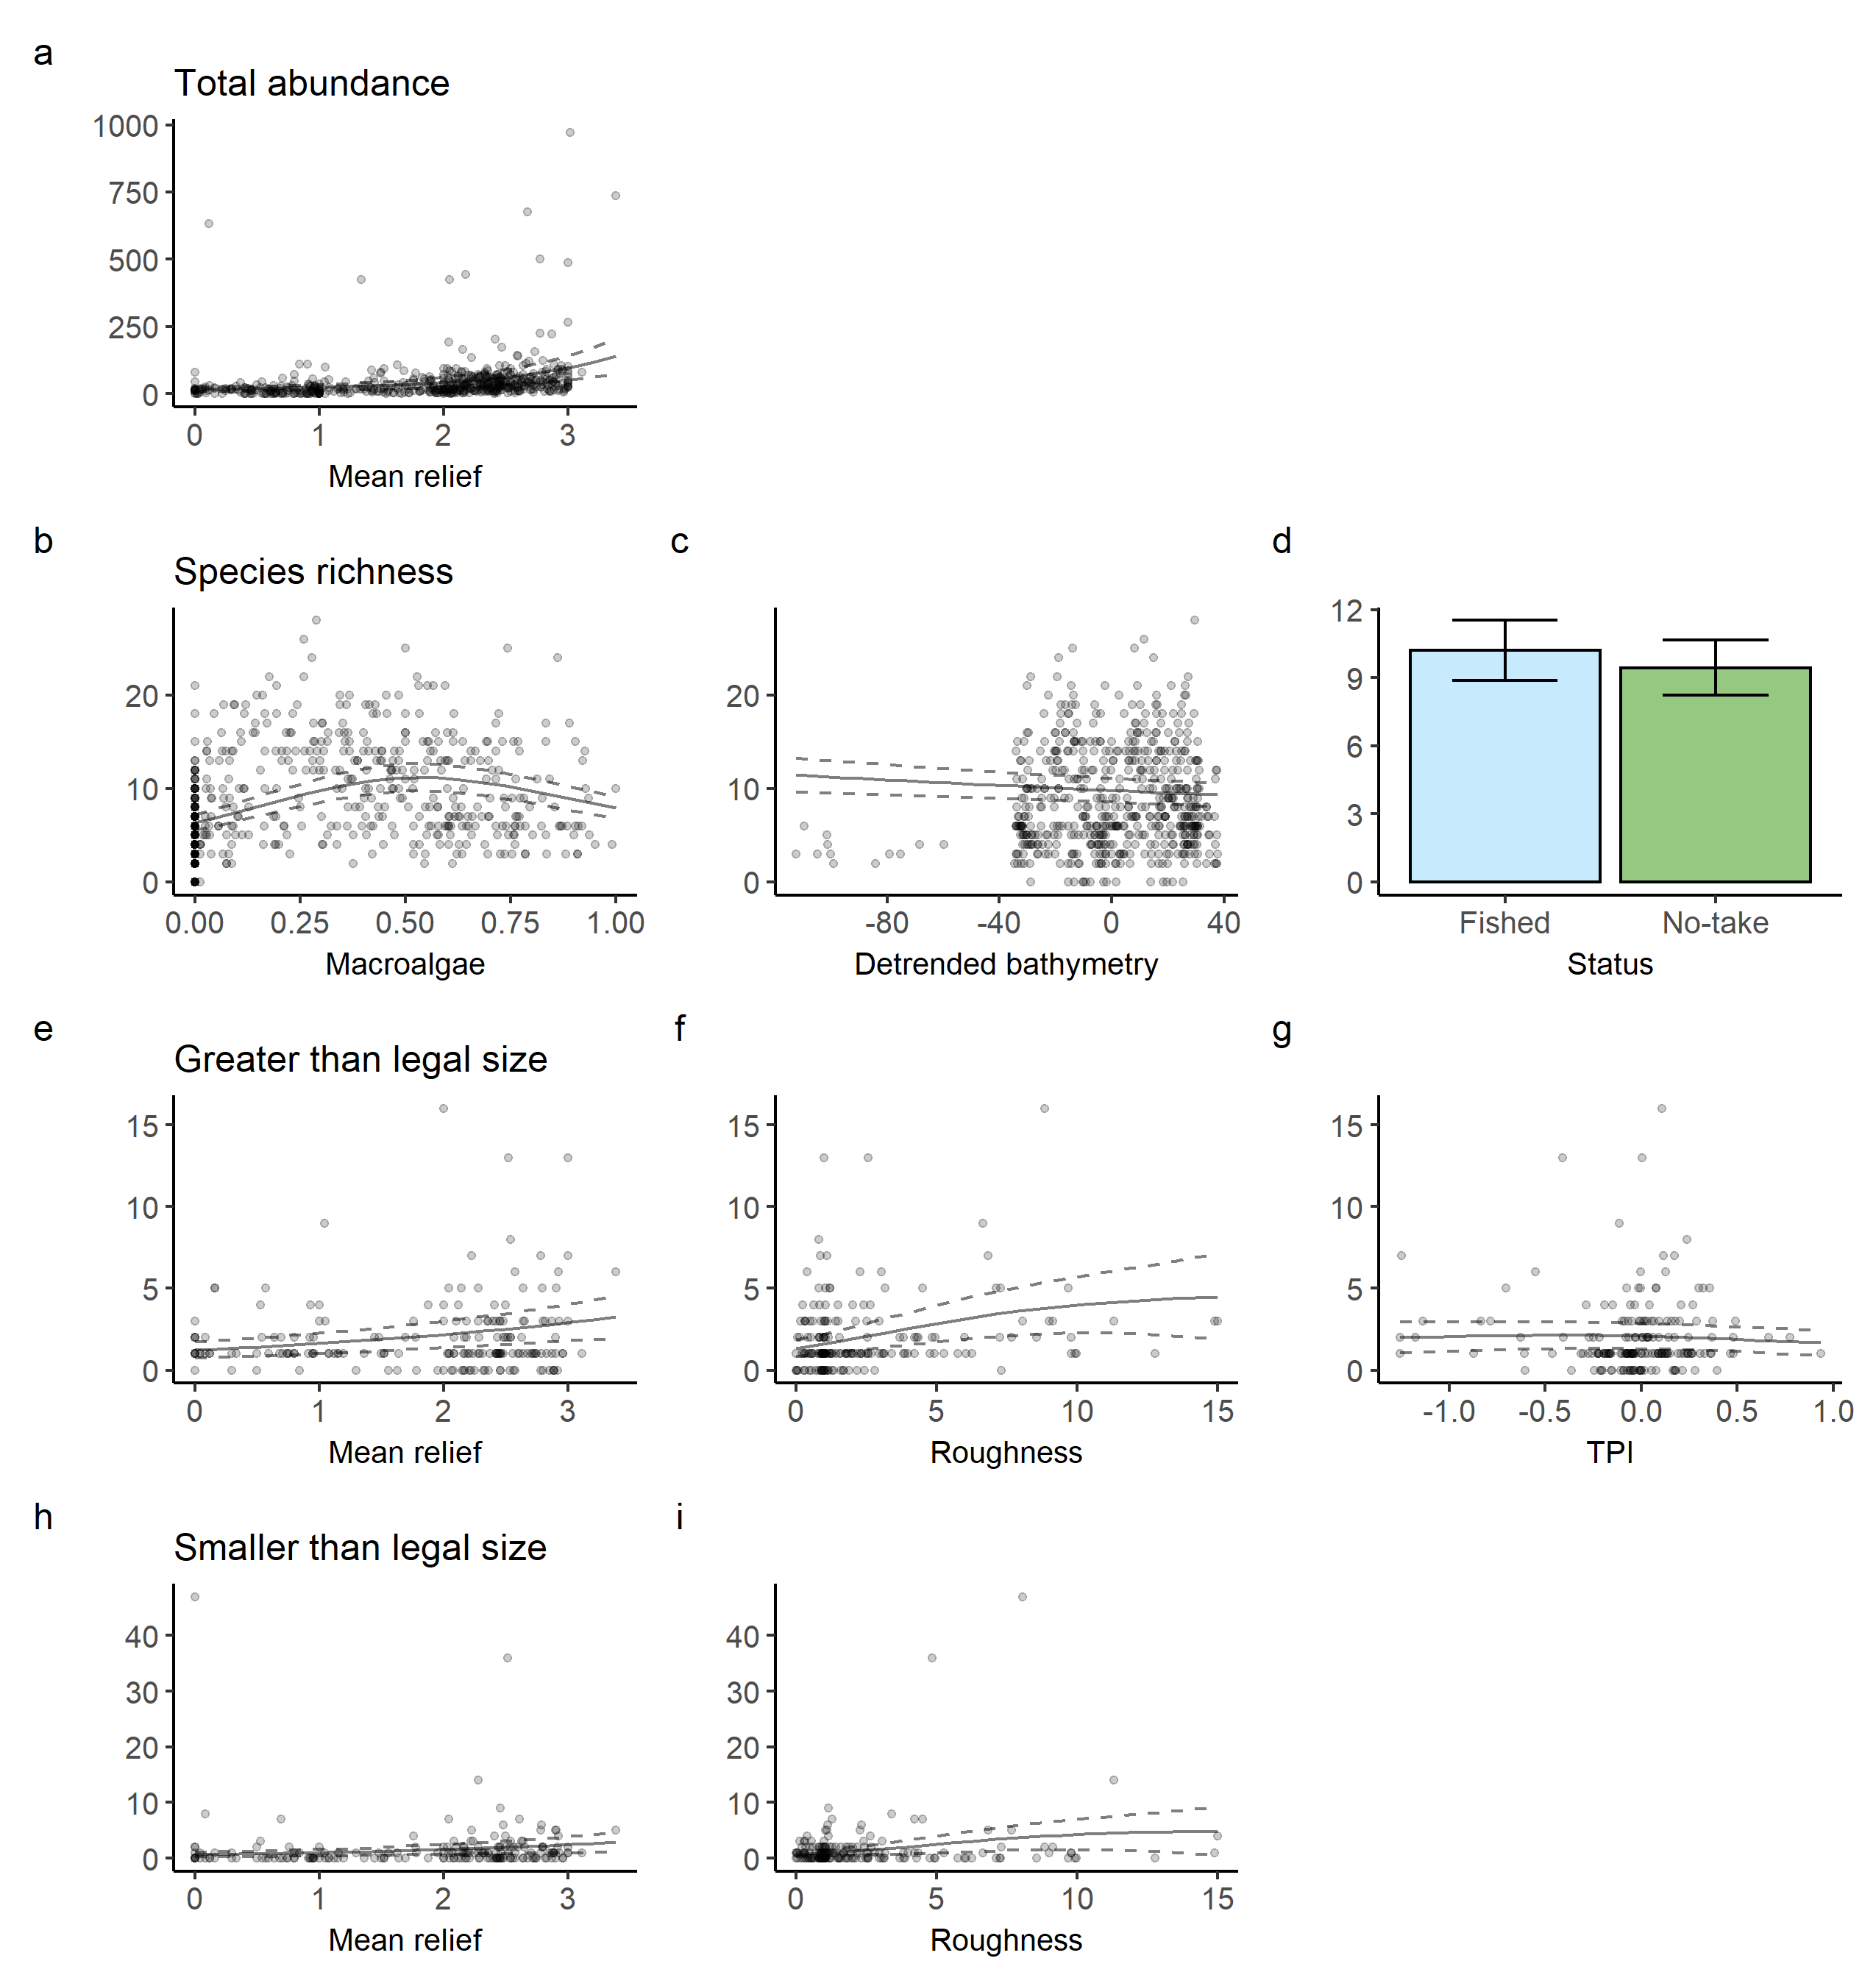 a
Total abundance
1000
750
500
250
0
0 1 2 3
Mean relief
b c d
Species richness
20
10
0
0.00 0.25 0.50 0.75 1.00
Macroalgae
20
10
0
-80 -40 0 40
Detrended bathymetry
12
9
6
3
0
Fished No-take
Status
e f g
Greater than legal size
15
10
5
0
0 1 2 3
Mean relief
15
10
5
0
0 5 10 15
Roughness
15
10
5
0
-1.0 -0.5 0.0 0.5 1.0
TPI
h i
Smaller than legal size
40
30
20
10
0
0 1 2 3
Mean relief
40
30
20
10
0
0 5 10 15
Roughness